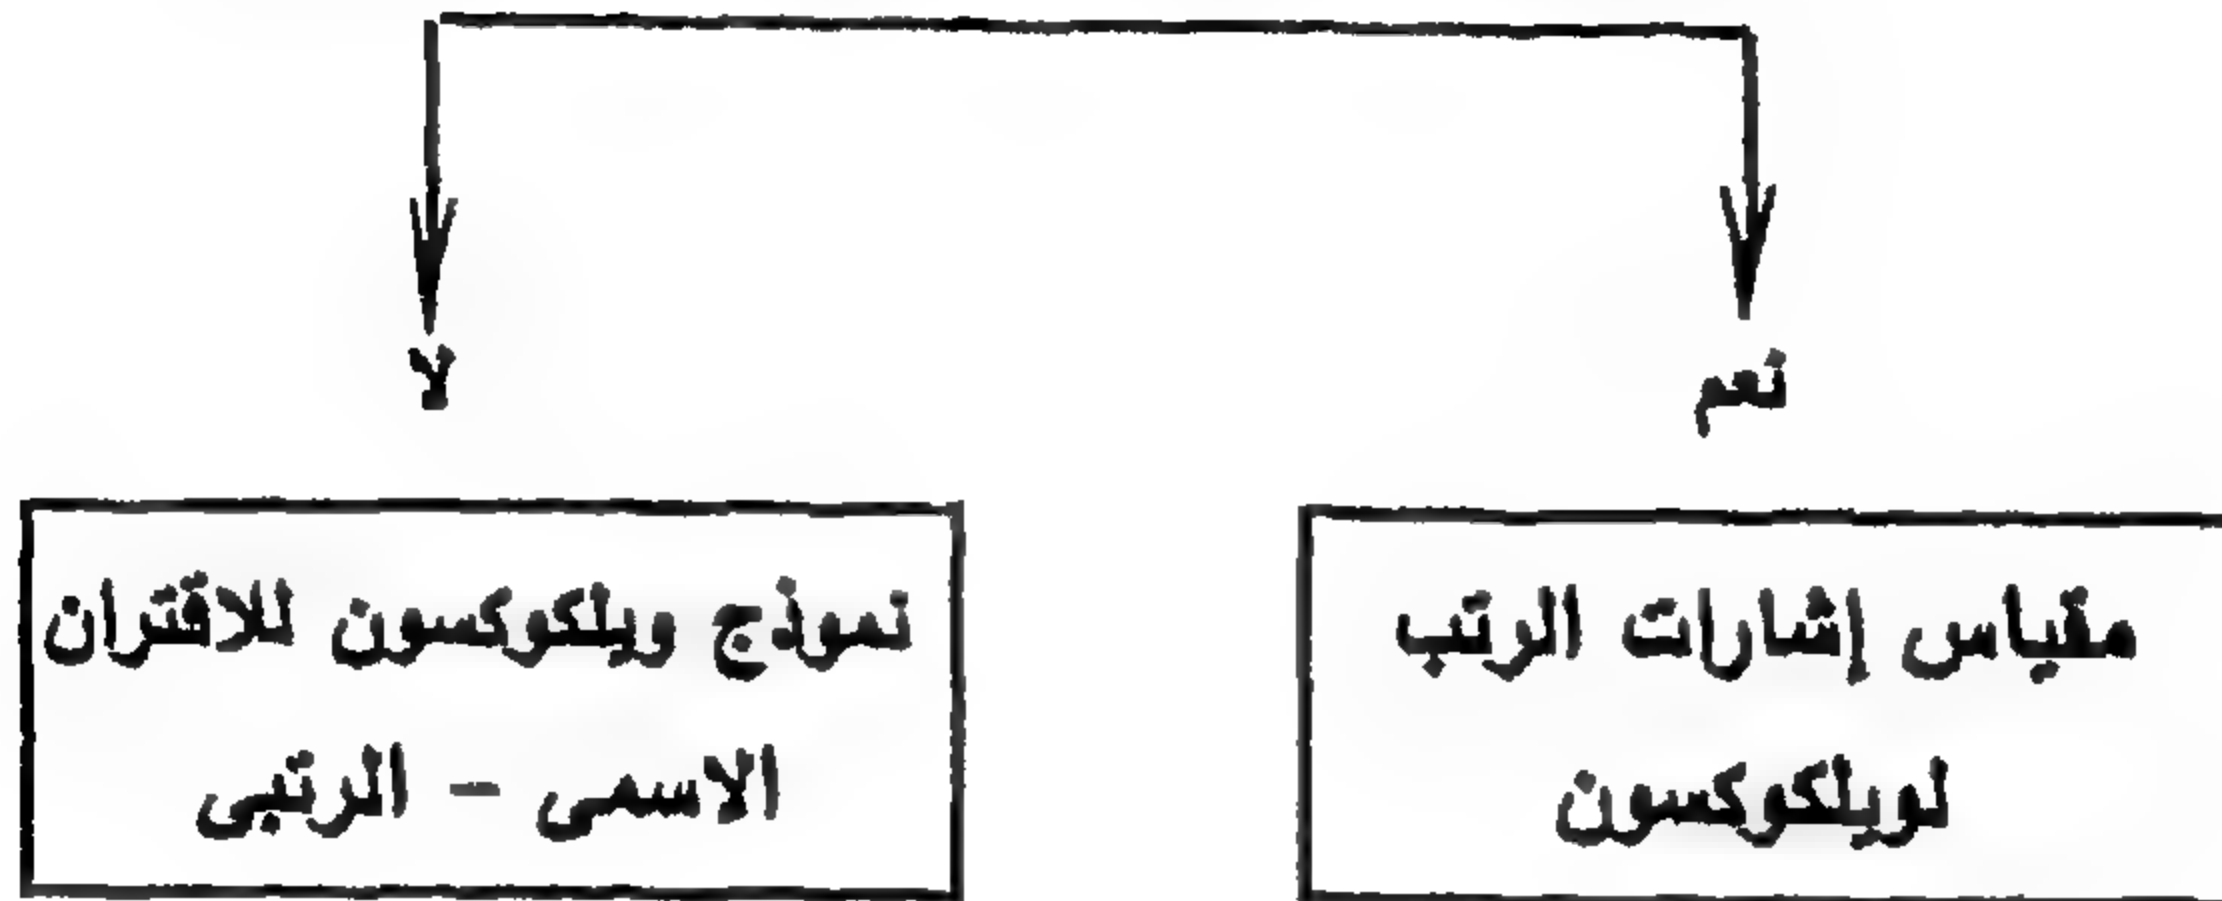 نعم
لا
مقياس إشارات الرتب
لويلكوكسون
نموذج ويلكوكسون للاقتران
الاسمى - الرتبى